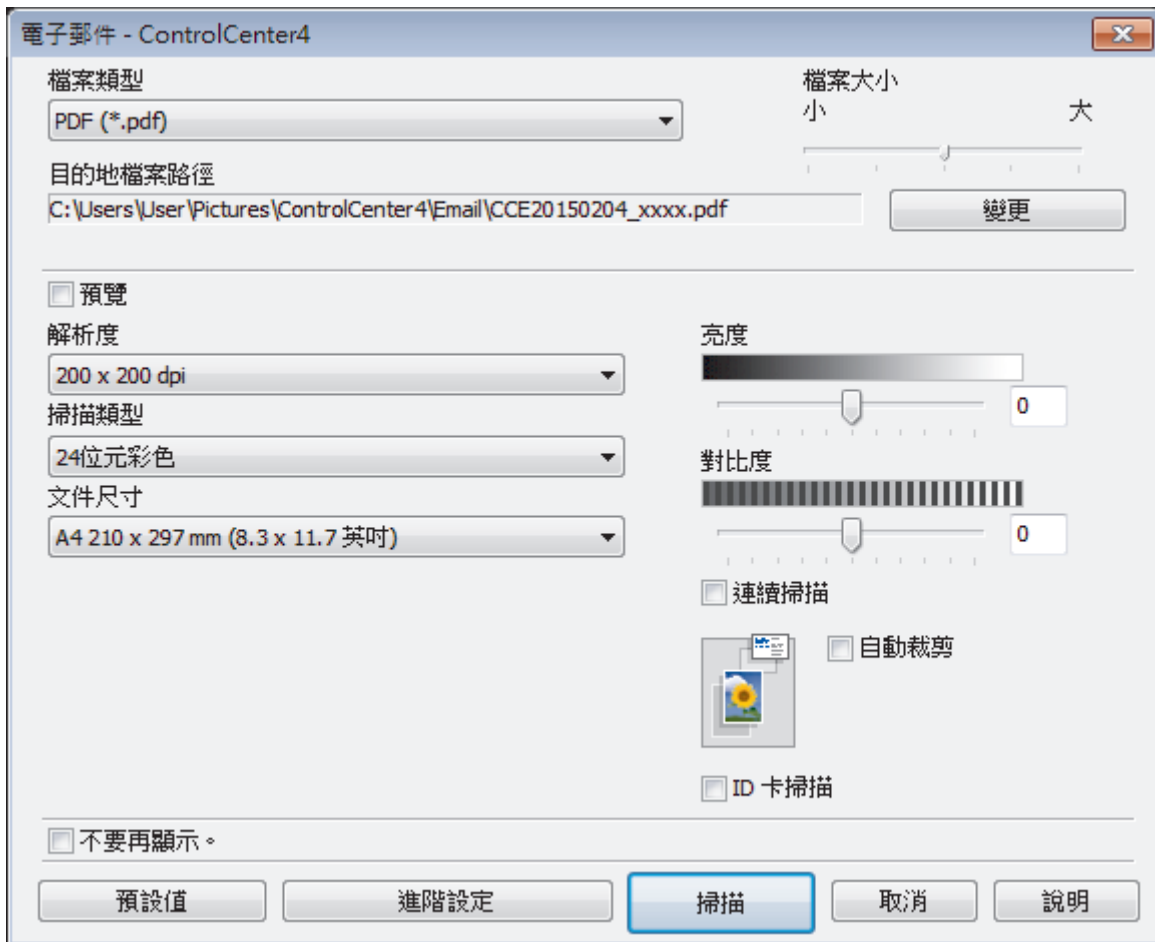 電子郵件 - ControlCenter4
檔案類型
PDF (*.pdf)
檔案大小
小 大
目的地檔案路徑
C:\Users\User\Pictures\ControlCenter4\Email\CCE20150204_xxxx.pdf
變更
預覽
解析度
200 x 200 dpi
掃描類型
24位元彩色
文件尺寸
A4 210 x 297 mm (8.3 x 11.7 英吋)
亮度
0
對比度
0
連續掃描
自動裁剪
ID 卡掃描
不要再顯示。
預設值 進階設定 掃描 取消 說明